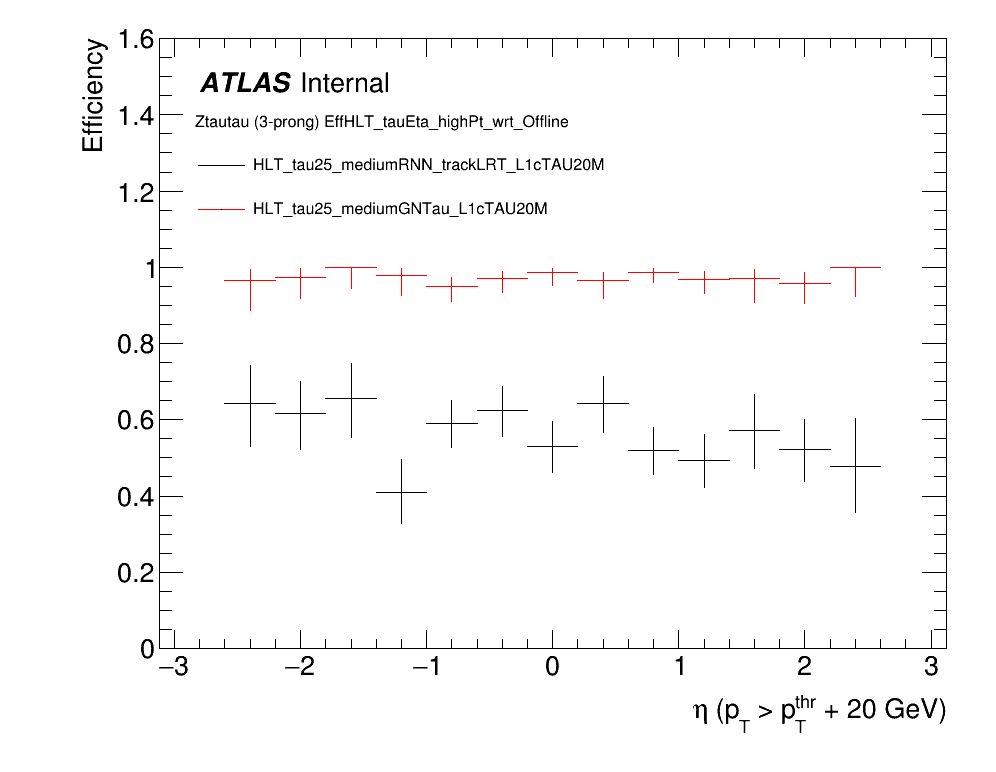 1.6
1.4
1.2
1
0.8
0.6
0.4
0.2
0
Efficiency
ATLAS Internal
Ztautau (3-prong) EffHLT_tauEta_highPt_wrt_Offline
HLT_tau25_mediumRNN_trackLRT_L1cTAU20M
HLT_tau25_mediumGNTau_L1cTAU20M
−3 −2 −1 0 1 2 3
η (p_T > p_T^thr + 20 GeV)